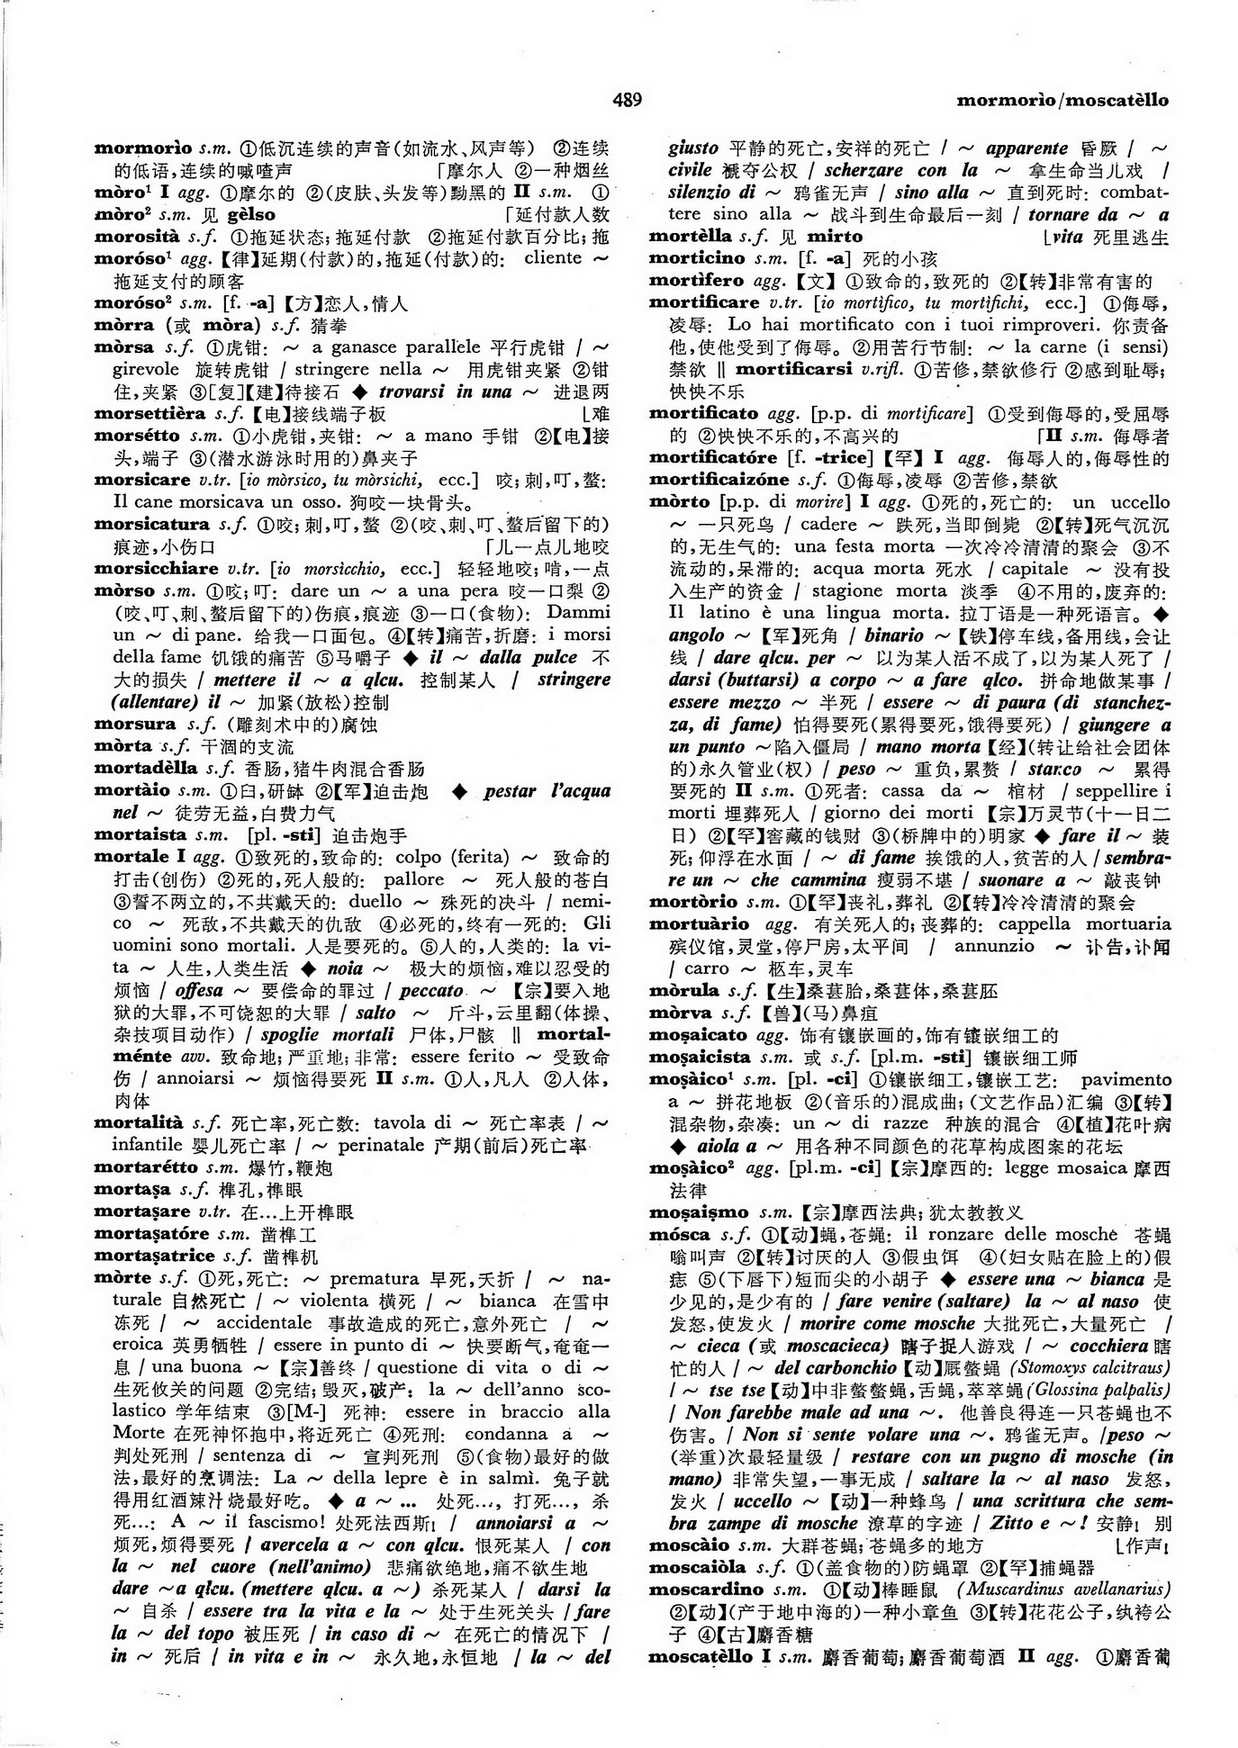 489
mormorìo/moscatèllo
mormorìo s.m. ①低沉连续的声音(如流水、风声等) ②连续
的低语,连续的喊喳声 「摩尔人 ②一种烟丝
mòro¹ I agg. ①摩尔的 ②(皮肤、头发等)黝黑的 II s.m. ①
mòro² s.m. 见 gèlso 「延付款人数
morosità s.f. ①拖延状态;拖延付款 ②拖延付款百分比;拖
moróso¹ agg.【律】延期(付款)的,拖延(付款)的: cliente ～
拖延支付的顾客
moróso² s.m. [f. -a]【方】恋人,情人
mòrra (或 mòra) s.f. 猜拳
mòrsa s.f. ①虎钳: ～ a ganasce parallele 平行虎钳 / ～
girevole 旋转虎钳 / stringere nella ～ 用虎钳夹紧 ②钳
住,夹紧 ③[复]【建】待接石 ◆ trovarsi in una ～ 进退两
morsettièra s.f.【电】接线端子板 ⌊难
morsétto s.m. ①小虎钳,夹钳: ～ a mano 手钳 ②【电】接
头,端子 ③(潜水游泳时用的)鼻夹子
morsicare v.tr. [io mòrsico, tu mòrsichi, ecc.] 咬;刺,叮,螫:
Il cane morsicava un osso. 狗咬一块骨头。
morsicatura s.f. ①咬;刺,叮,螫 ②(咬、刺、叮、螫后留下的)
痕迹,小伤口 「儿一点儿地咬
morsicchiare v.tr. [io morsìcchio, ecc.] 轻轻地咬;啃,一点
mòrso s.m. ①咬;叮: dare un ～ a una pera 咬一口梨 ②
(咬、叮、刺、螫后留下的)伤痕,痕迹 ③一口(食物): Dammi
un ～ di pane. 给我一口面包。④【转】痛苦,折磨: i morsi
della fame 饥饿的痛苦 ⑤马嚼子 ◆ il ～ dalla pulce 不
大的损失 / mettere il ～ a qlcu. 控制某人 / stringere
(allentare) il ～ 加紧(放松)控制
morsura s.f. (雕刻术中的)腐蚀
mòrta s.f. 干涸的支流
mortadèlla s.f. 香肠,猪牛肉混合香肠
mortàio s.m. ①臼,研钵 ②【军】迫击炮 ◆ pestar l'acqua
nel ～ 徒劳无益,白费力气
mortaista s.m. [pl. -sti] 迫击炮手
mortale I agg. ①致死的,致命的: colpo (ferita) ～ 致命的
打击(创伤) ②死的,死人般的: pallore ～ 死人般的苍白
③誓不两立的,不共戴天的: duello ～ 殊死的决斗 / nemi-
co ～ 死敌,不共戴天的仇敌 ④必死的,终有一死的: Gli
uomini sono mortali. 人是要死的。⑤人的,人类的: la vi-
ta ～ 人生,人类生活 ◆ noia ～ 极大的烦恼,难以忍受的
烦恼 / offesa ～ 要偿命的罪过 / peccato ～ 【宗】要入地
狱的大罪,不可饶恕的大罪 / salto ～ 斤斗,云里翻(体操、
杂技项目动作) / spoglie mortali 尸体,尸骸 ‖ mortal-
ménte avv. 致命地;严重地;非常: essere ferito ～ 受致命
伤 / annoiarsi ～ 烦恼得要死 II s.m. ①人,凡人 ②人体,
肉体
mortalità s.f. 死亡率,死亡数: tavola di ～ 死亡率表 / ～
infantile 婴儿死亡率 / ～ perinatale 产期(前后)死亡率
mortarétto s.m. 爆竹,鞭炮
mortaṣa s.f. 榫孔,榫眼
mortaṣare v.tr. 在…上开榫眼
mortaṣatóre s.m. 凿榫工
mortaṣatrice s.f. 凿榫机
mòrte s.f. ①死,死亡: ～ prematura 早死,夭折 / ～ na-
turale 自然死亡 / ～ violenta 横死 / ～ bianca 在雪中
冻死 / ～ accidentale 事故造成的死亡,意外死亡 / ～
eroica 英勇牺牲 / essere in punto di ～ 快要断气,奄奄一
息 / una buona ～ 【宗】善终 / questione di vita o di ～
生死攸关的问题 ②完结;毁灭,破产: la ～ dell'anno sco-
lastico 学年结束 ③[M-] 死神: essere in braccio alla
Morte 在死神怀抱中,将近死亡 ④死刑: condanna a ～
判处死刑 / sentenza di ～ 宣判死刑 ⑤(食物)最好的做
法,最好的烹调法: La ～ della lepre è in salmì. 兔子就
得用红酒辣汁烧最好吃。 ◆ a ～ … 处死…, 打死…, 杀
死…: A ～ il fascismo! 处死法西斯! / annoiarsi a ～
烦死,烦得要死 / avercela a ～ con qlcu. 恨死某人 / con
la ～ nel cuore (nell'animo) 悲痛欲绝地,痛不欲生地
dare ～a qlcu. (mettere qlcu. a ～) 杀死某人 / darsi la
～ 自杀 / essere tra la vita e la ～ 处于生死关头 / fare
la ～ del topo 被压死 / in caso di ～ 在死亡的情况下 /
in ～ 死后 / in vita e in ～ 永久地,永恒地 / la ～ del
giusto 平静的死亡,安祥的死亡 / ～ apparente 昏厥 / ～
civile 褫夺公权 / scherzare con la ～ 拿生命当儿戏 /
silenzio di ～ 鸦雀无声 / sino alla ～ 直到死时: combat-
tere sino alla ～ 战斗到生命最后一刻 / tornare da ～ a
mortèlla s.f. 见 mirto ⌊vita 死里逃生
morticino s.m. [f. -a] 死的小孩
mortìfero agg.【文】①致命的,致死的 ②【转】非常有害的
mortificare v.tr. [io mortìfico, tu mortìfichi, ecc.] ①侮辱,
凌辱: Lo hai mortificato con i tuoi rimproveri. 你责备
他,使他受到了侮辱。②用苦行节制: ～ la carne (i sensi)
禁欲 ‖ mortificarsi v.rifl. ①苦修,禁欲修行 ②感到耻辱;
怏怏不乐
mortificato agg. [p.p. di mortificare] ①受到侮辱的,受屈辱
的 ②怏怏不乐的,不高兴的 「II s.m. 侮辱者
mortificatóre [f. -trice]【罕】I agg. 侮辱人的,侮辱性的
mortificaizóne s.f. ①侮辱,凌辱 ②苦修,禁欲
mòrto [p.p. di morire] I agg. ①死的,死亡的: un uccello
～ 一只死鸟 / cadere ～ 跌死,当即倒毙 ②【转】死气沉沉
的,无生气的: una festa morta 一次冷冷清清的聚会 ③不
流动的,呆滞的: acqua morta 死水 / capitale ～ 没有投
入生产的资金 / stagione morta 淡季 ④不用的,废弃的:
Il latino è una lingua morta. 拉丁语是一种死语言。◆
angolo ～【军】死角 / binario ～【铁】停车线,备用线,会让
线 / dare qlcu. per ～ 以为某人活不成了,以为某人死了 /
darsi (buttarsi) a corpo ～ a fare qlco. 拼命地做某事 /
essere mezzo ～ 半死 / essere ～ di paura (di stanchez-
za, di fame) 怕得要死(累得要死,饿得要死) / giungere a
un punto ～陷入僵局 / mano morta【经】(转让给社会团体
的)永久管业(权) / peso ～ 重负,累赘 / stanco ～ 累得
要死的 II s.m. ①死者: cassa da ～ 棺材 / seppellire i
morti 埋葬死人 / giorno dei morti 【宗】万灵节(十一日二
日) ②【罕】窖藏的钱财 ③(桥牌中的)明家 ◆ fare il ～ 装
死;仰浮在水面 / ～ di fame 挨饿的人,贫苦的人 / sembra-
re un ～ che cammina 瘦弱不堪 / suonare a ～ 敲丧钟
mortòrio s.m. ①【罕】丧礼,葬礼 ②【转】冷冷清清的聚会
mortuàrio agg. 有关死人的;丧葬的: cappella mortuaria
殡仪馆,灵堂,停尸房,太平间 / annunzio ～ 讣告,讣闻
/ carro ～ 柩车,灵车
mòrula s.f.【生】桑葚胎,桑葚体,桑葚胚
mòrva s.f.【兽】(马)鼻疽
moṣaicato agg. 饰有镶嵌画的,饰有镶嵌细工的
moṣaicista s.m. 或 s.f. [pl.m. -sti] 镶嵌细工师
moṣàico¹ s.m. [pl. -ci] ①镶嵌细工,镶嵌工艺: pavimento
a ～ 拼花地板 ②(音乐的)混成曲;(文艺作品)汇编 ③【转】
混杂物,杂凑: un ～ di razze 种族的混合 ④【植】花叶病
◆ aiola a ～ 用各种不同颜色的花草构成图案的花坛
moṣàico² agg. [pl.m. -ci]【宗】摩西的: legge mosaica 摩西
法律
moṣaiṣmo s.m.【宗】摩西法典;犹太教教义
mósca s.f. ①【动】蝇,苍蝇: il ronzare delle mosche 苍蝇
嗡叫声 ②【转】讨厌的人 ③假虫饵 ④(妇女贴在脸上的)假
痣 ⑤(下唇下)短而尖的小胡子 ◆ essere una ～ bianca 是
少见的,是少有的 / fare venire (saltare) la ～ al naso 使
发怒,使发火 / morire come mosche 大批死亡,大量死亡 /
～ cieca (或 moscacieca) 瞎子捉人游戏 / ～ cocchiera 瞎
忙的人 / ～ del carbonchio【动】厩螫蝇 (Stomoxys calcitraus)
/ ～ tse tse【动】中非螫螫蝇,舌蝇,萃萃蝇 (Glossina palpalis)
/ Non farebbe male ad una ～. 他善良得连一只苍蝇也不
伤害。 / Non si sente volare una ～. 鸦雀无声。/peso ～
(举重)次最轻量级 / restare con un pugno di mosche (in
mano) 非常失望,一事无成 / saltare la ～ al naso 发怒,
发火 / uccello ～ 【动】一种蜂鸟 / una scrittura che sem-
bra zampe di mosche 潦草的字迹 / Zitto e ～! 安静! 别
moscàio s.m. 大群苍蝇;苍蝇多的地方 ⌊作声!
moscaiòla s.f. ①(盖食物的)防蝇罩 ②【罕】捕蝇器
moscardino s.m. ①【动】棒睡鼠 (Muscardinus avellanarius)
②【动】(产于地中海的)一种小章鱼 ③【转】花花公子,纨袴公
子 ④【古】麝香糖
moscatèllo I s.m. 麝香葡萄;麝香葡萄酒 II agg. ①麝香葡